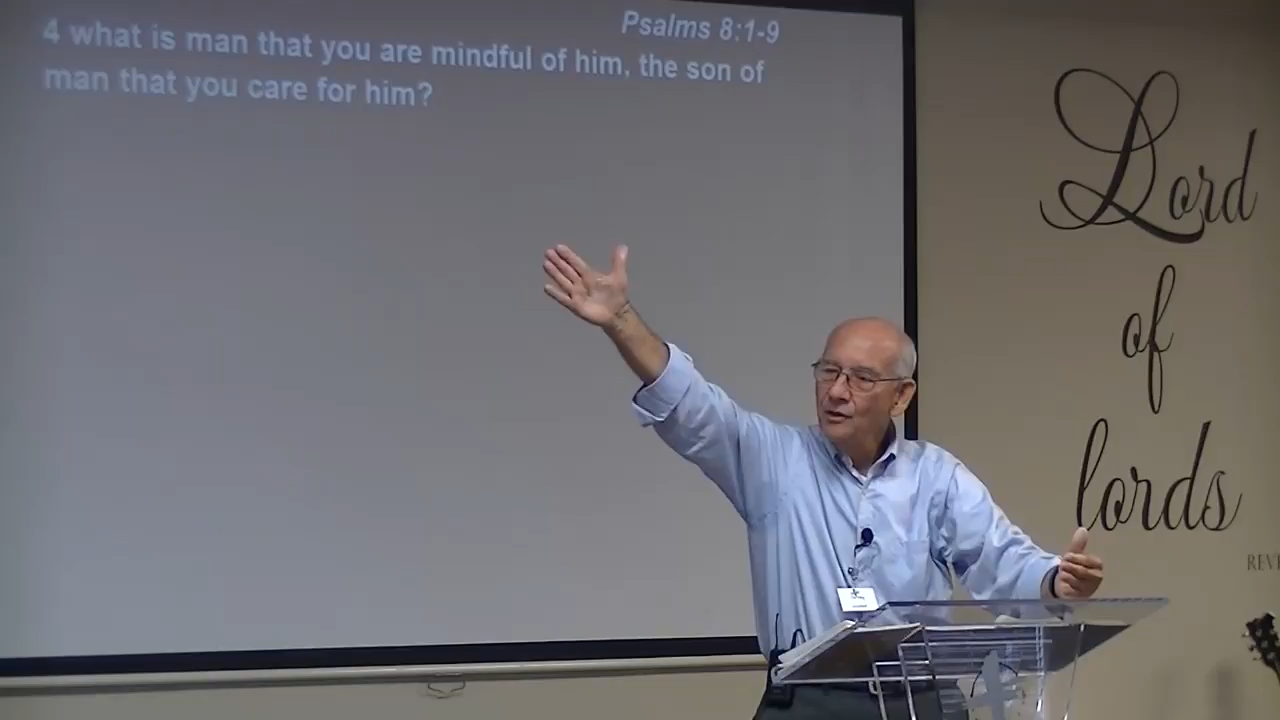 Psalms 8:1-9
4 what is man that you are mindful of him, the son of
man that you care for him?
Lord
of
lords
REV